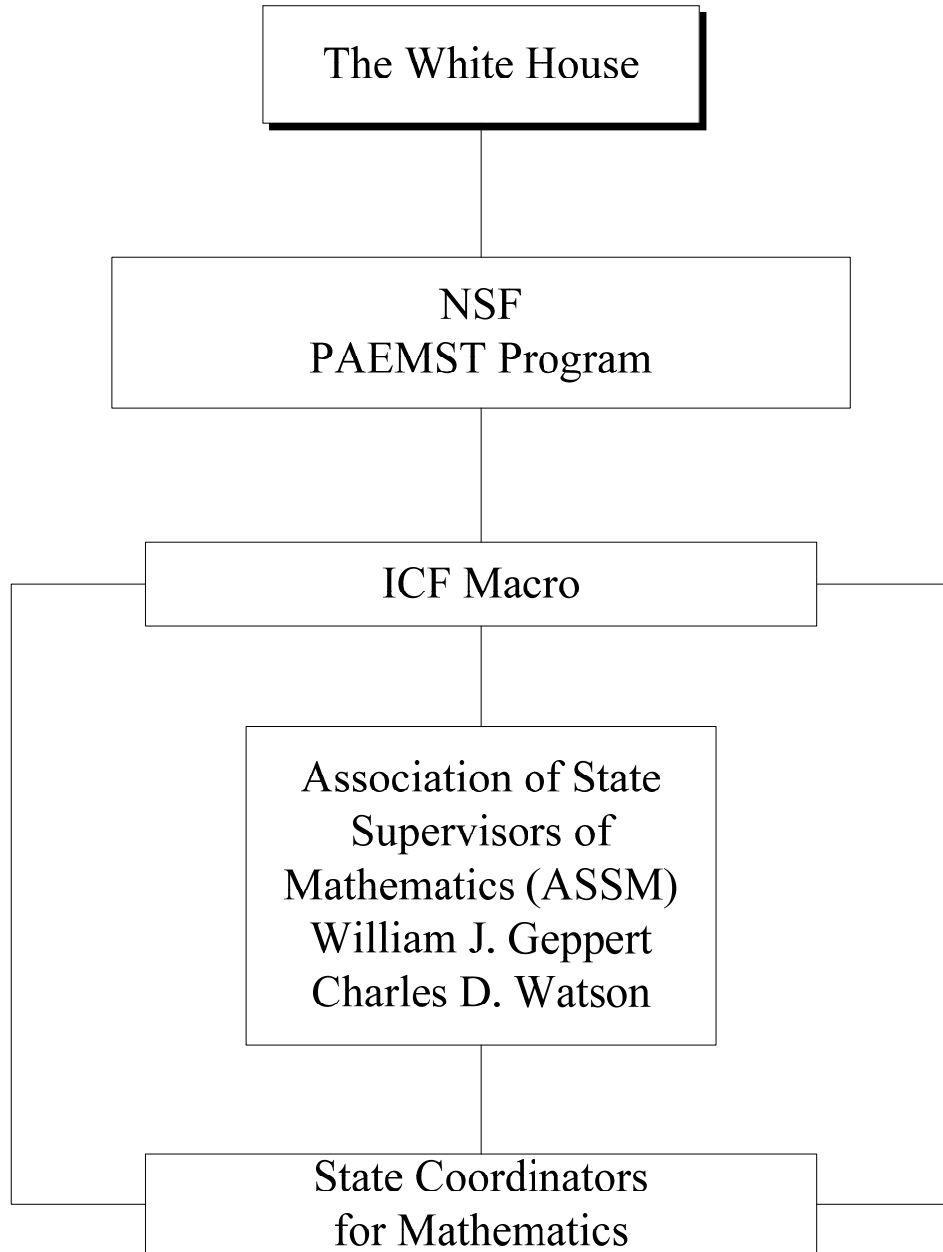 The White House
NSF
PAEMST Program
ICF Macro
Association of State
Supervisors of
Mathematics (ASSM)
William J. Geppert
Charles D. Watson
State Coordinators
for Mathematics